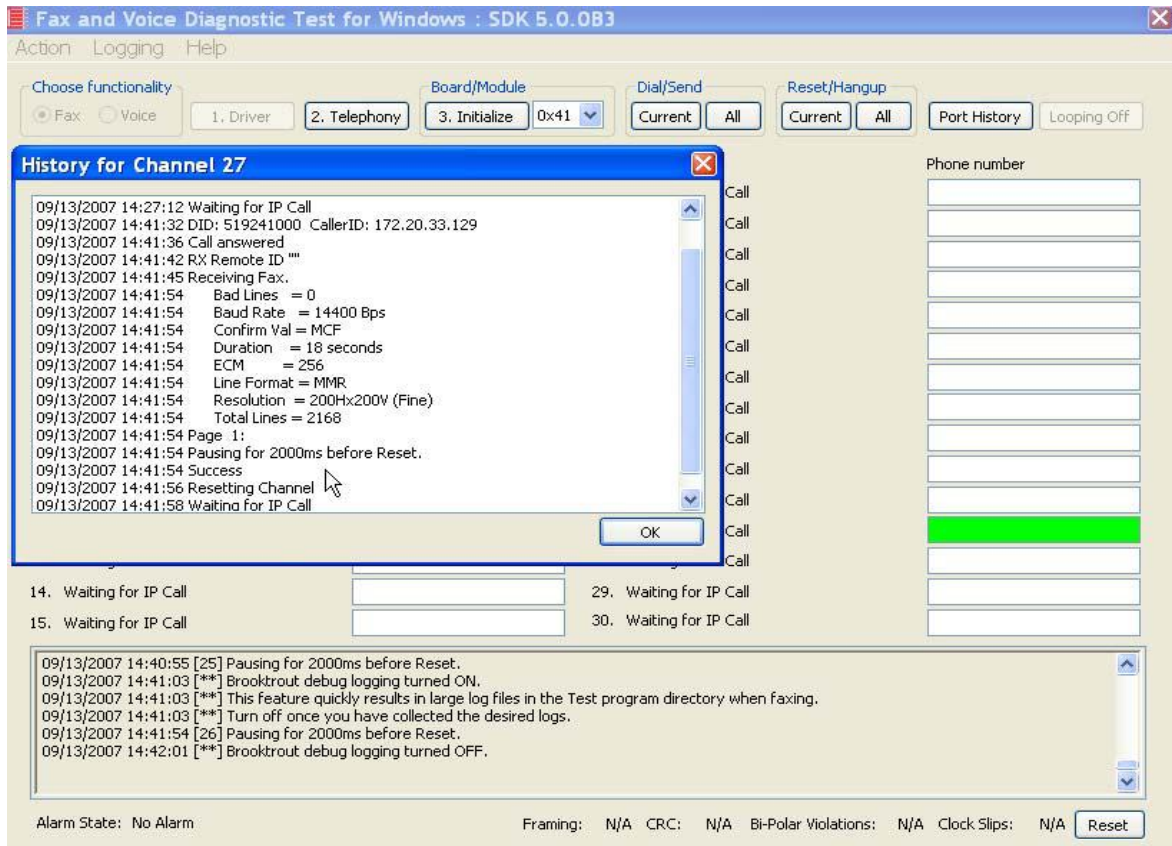 Fax and Voice Diagnostic Test for Windows : SDK 5.0.0B3
Action Logging Help
Choose functionality Board/Module Dial/Send Reset/Hangup
Fax Voice 1. Driver 2. Telephony 3. Initialize 0x41 Current All Current All Port History Looping Off
History for Channel 27
Phone number
09/13/2007 14:27:12 Waiting for IP Call
09/13/2007 14:41:32 DID: 519241000 CallerID: 172.20.33.129
09/13/2007 14:41:36 Call answered
09/13/2007 14:41:42 RX Remote ID ""
09/13/2007 14:41:45 Receiving Fax.
09/13/2007 14:41:54 Bad Lines = 0
09/13/2007 14:41:54 Baud Rate = 14400 Bps
09/13/2007 14:41:54 Confirm Val = MCF
09/13/2007 14:41:54 Duration = 18 seconds
09/13/2007 14:41:54 ECM = 256
09/13/2007 14:41:54 Line Format = MMR
09/13/2007 14:41:54 Resolution = 200Hx200V (Fine)
09/13/2007 14:41:54 Total Lines = 2168
09/13/2007 14:41:54 Page 1:
09/13/2007 14:41:54 Pausing for 2000ms before Reset.
09/13/2007 14:41:54 Success
09/13/2007 14:41:56 Resetting Channel
09/13/2007 14:41:58 Waiting for IP Call
OK
Call
Call
Call
Call
Call
Call
Call
Call
Call
Call
Call
Call
Call
14. Waiting for IP Call 29. Waiting for IP Call
15. Waiting for IP Call 30. Waiting for IP Call
09/13/2007 14:40:55 [25] Pausing for 2000ms before Reset.
09/13/2007 14:41:03 [**] Brooktrout debug logging turned ON.
09/13/2007 14:41:03 [**] This feature quickly results in large log files in the Test program directory when faxing.
09/13/2007 14:41:03 [**] Turn off once you have collected the desired logs.
09/13/2007 14:41:54 [26] Pausing for 2000ms before Reset.
09/13/2007 14:42:01 [**] Brooktrout debug logging turned OFF.
Alarm State: No Alarm Framing: N/A CRC: N/A Bi-Polar Violations: N/A Clock Slips: N/A Reset